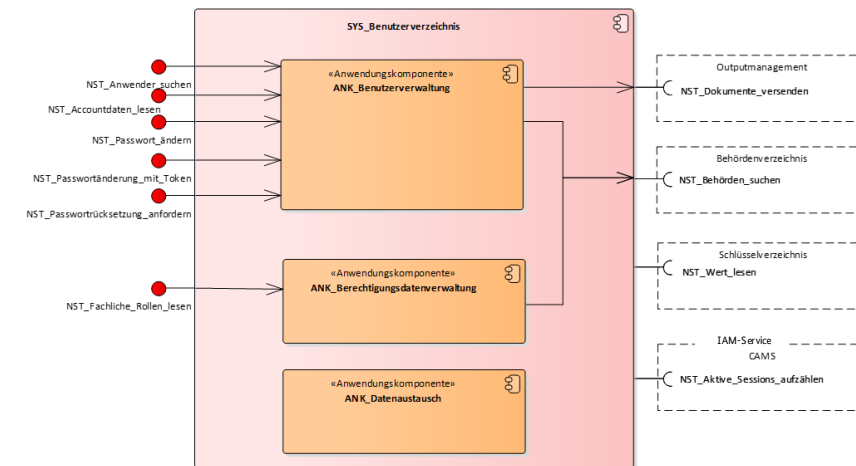 SYS_Benutzerverzeichnis
«Anwendungskomponente»
ANK_Benutzerverwaltung
NST_Anwender_suchen
NST_Accountdaten_lesen
NST_Passwort_ändern
NST_Passwortänderung_mit_Token
NST_Passwortrücksetzung_anfordern
«Anwendungskomponente»
ANK_Berechtigungsdatenverwaltung
NST_Fachliche_Rollen_lesen
«Anwendungskomponente»
ANK_Datenaustausch
Outputmanagement
NST_Dokumente_versenden
Behördenverzeichnis
NST_Behörden_suchen
Schlüsselverzeichnis
NST_Wert_lesen
IAM-Service
CAMS
NST_Aktive_Sessions_aufzählen